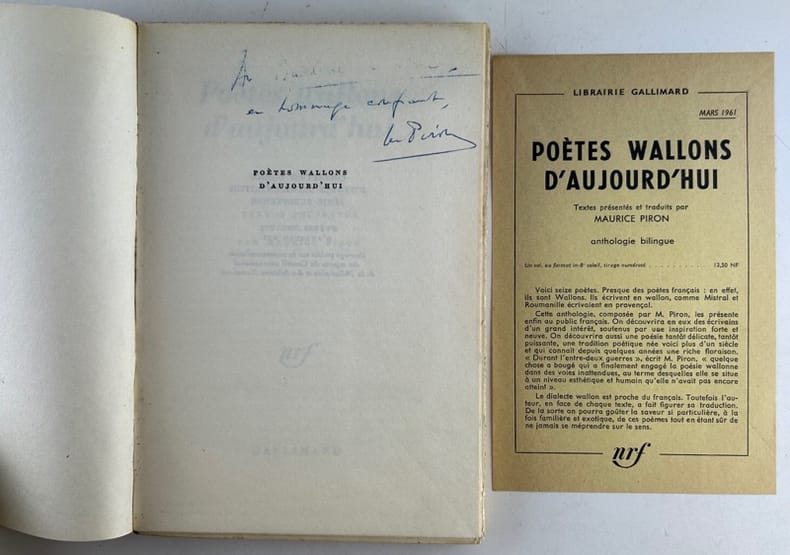 Au
en hommage confiant,
Piron
POÈTES WALLONS
D'AUJOURD'HUI
nrf
LIBRAIRIE GALLIMARD
MARS 1961
POÈTES WALLONS
D'AUJOURD'HUI
Textes présentés et traduits par
MAURICE PIRON
anthologie bilingue
Un vol. au format in-8° soleil, tirage numéroté . . . . . . . . . . 13,50 NF
Voici seize poètes. Presque des poètes français : en effet,
ils sont Wallons. Ils écrivent en wallon, comme Mistral et
Roumanille écrivaient en provençal.
Cette anthologie, composée par M. Piron, les présente
enfin au public français. On découvrira en eux des écrivains
d'un grand intérêt, soutenus par une inspiration forte et
neuve. On découvrira aussi une poésie tantôt délicate, tantôt
puissante, une tradition poétique née voici plus d'un siècle
et qui connaît depuis quelques années une riche floraison.
« Durant l'entre-deux guerres », écrit M. Piron, « quelque
chose a bougé qui a finalement engagé la poésie wallonne
dans des voies inattendues, au terme desquelles elle se situe
à un niveau esthétique et humain qu'elle n'avait pas encore
atteint ».
Le dialecte wallon est proche du français. Toutefois l'au-
teur, en face de chaque texte, a fait figurer sa traduction.
De la sorte on pourra goûter la saveur si particulière, à la
fois familière et exotique, de ces poèmes tout en étant sûr de
ne jamais se méprendre sur le sens.
nrf